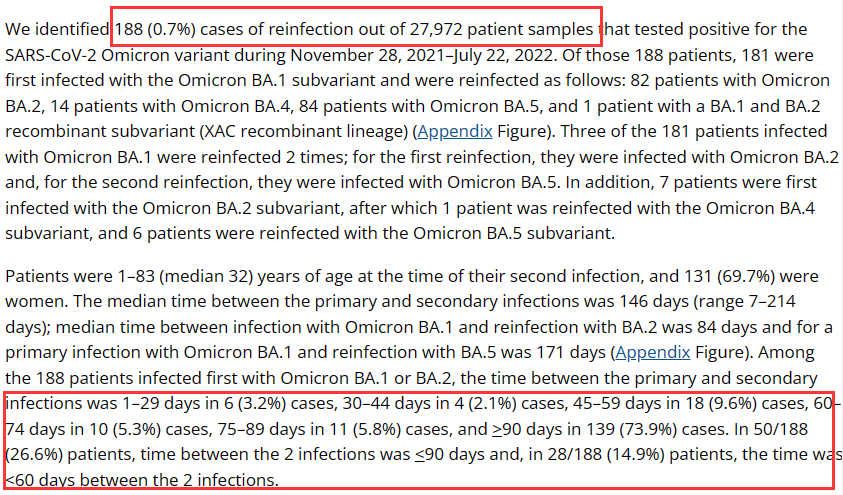 We identified 188 (0.7%) cases of reinfection out of 27,972 patient samples that tested positive for the
SARS-CoV-2 Omicron variant during November 28, 2021–July 22, 2022. Of those 188 patients, 181 were
first infected with the Omicron BA.1 subvariant and were reinfected as follows: 82 patients with Omicron
BA.2, 14 patients with Omicron BA.4, 84 patients with Omicron BA.5, and 1 patient with a BA.1 and BA.2
recombinant subvariant (XAC recombinant lineage) (Appendix Figure). Three of the 181 patients infected
with Omicron BA.1 were reinfected 2 times; for the first reinfection, they were infected with Omicron BA.2
and, for the second reinfection, they were infected with Omicron BA.5. In addition, 7 patients were first
infected with the Omicron BA.2 subvariant, after which 1 patient was reinfected with the Omicron BA.4
subvariant, and 6 patients were reinfected with the Omicron BA.5 subvariant.
Patients were 1–83 (median 32) years of age at the time of their second infection, and 131 (69.7%) were
women. The median time between the primary and secondary infections was 146 days (range 7–214
days); median time between infection with Omicron BA.1 and reinfection with BA.2 was 84 days and for a
primary infection with Omicron BA.1 and reinfection with BA.5 was 171 days (Appendix Figure). Among
the 188 patients infected first with Omicron BA.1 or BA.2, the time between the primary and secondary
infections was 1–29 days in 6 (3.2%) cases, 30–44 days in 4 (2.1%) cases, 45–59 days in 18 (9.6%) cases, 60–
74 days in 10 (5.3%) cases, 75–89 days in 11 (5.8%) cases, and ≥90 days in 139 (73.9%) cases. In 50/188
(26.6%) patients, time between the 2 infections was ≤90 days and, in 28/188 (14.9%) patients, the time was
<60 days between the 2 infections.